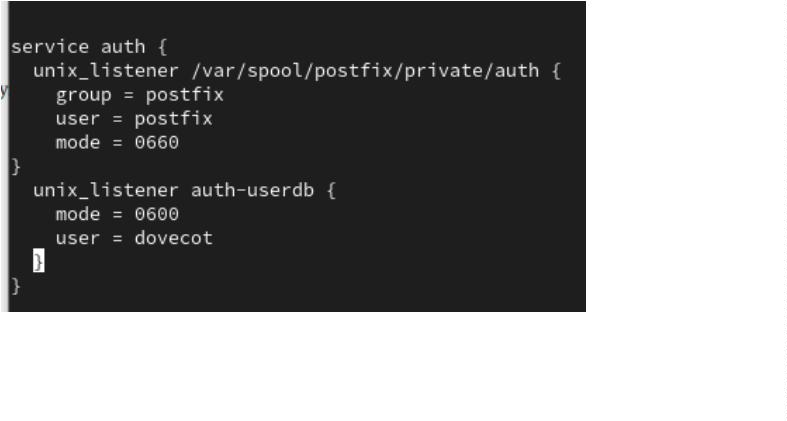 service auth {
  unix_listener /var/spool/postfix/private/auth {
    group = postfix
    user = postfix
    mode = 0660
}
  unix_listener auth-userdb {
    mode = 0600
    user = dovecot
  }
}
y